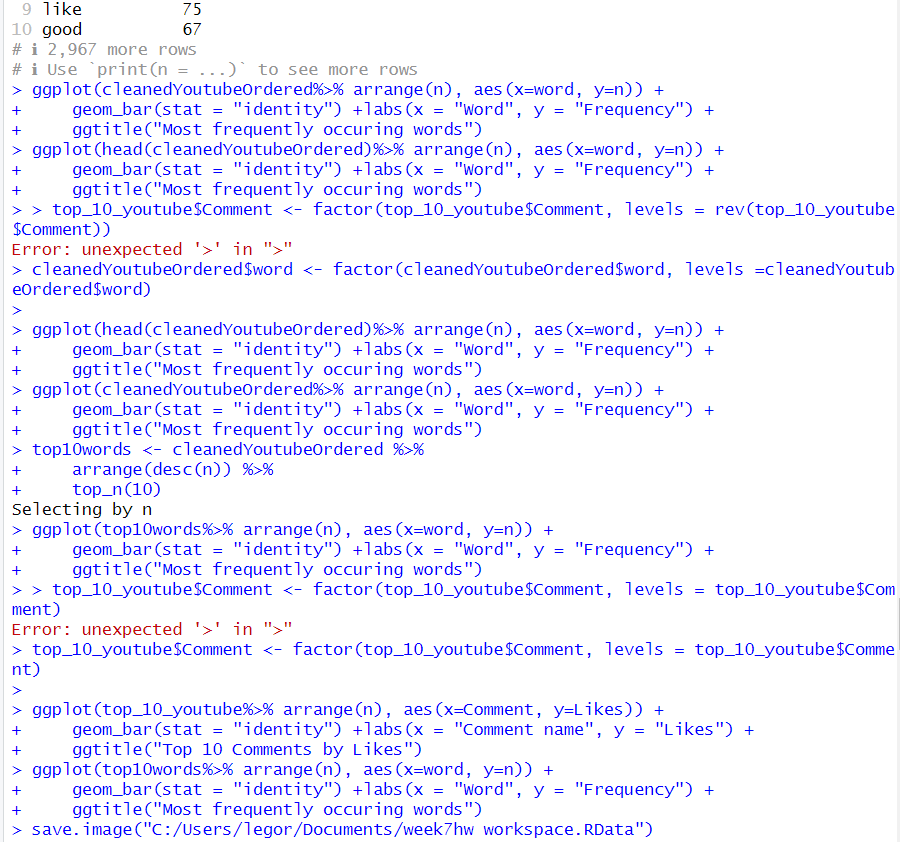 9 like 75
10 good 67
# ℹ 2,967 more rows
# ℹ Use `print(n = ...)` to see more rows
> ggplot(cleanedYoutubeOrdered%>% arrange(n), aes(x=word, y=n)) +
+     geom_bar(stat = "identity") +labs(x = "Word", y = "Frequency") +
+     ggtitle("Most frequently occuring words")
> ggplot(head(cleanedYoutubeOrdered)%>% arrange(n), aes(x=word, y=n)) +
+     geom_bar(stat = "identity") +labs(x = "Word", y = "Frequency") +
+     ggtitle("Most frequently occuring words")
> > top_10_youtube$Comment <- factor(top_10_youtube$Comment, levels = rev(top_10_youtube
$Comment))
Error: unexpected '>' in ">"
> cleanedYoutubeOrdered$word <- factor(cleanedYoutubeOrdered$word, levels =cleanedYoutub
eOrdered$word)
>
> ggplot(head(cleanedYoutubeOrdered)%>% arrange(n), aes(x=word, y=n)) +
+     geom_bar(stat = "identity") +labs(x = "Word", y = "Frequency") +
+     ggtitle("Most frequently occuring words")
> ggplot(cleanedYoutubeOrdered%>% arrange(n), aes(x=word, y=n)) +
+     geom_bar(stat = "identity") +labs(x = "Word", y = "Frequency") +
+     ggtitle("Most frequently occuring words")
> top10words <- cleanedYoutubeOrdered %>%
+     arrange(desc(n)) %>%
+     top_n(10)
Selecting by n
> ggplot(top10words%>% arrange(n), aes(x=word, y=n)) +
+     geom_bar(stat = "identity") +labs(x = "Word", y = "Frequency") +
+     ggtitle("Most frequently occuring words")
> > top_10_youtube$Comment <- factor(top_10_youtube$Comment, levels = top_10_youtube$Com
ment)
Error: unexpected '>' in ">"
> top_10_youtube$Comment <- factor(top_10_youtube$Comment, levels = top_10_youtube$Comme
nt)
>
> ggplot(top_10_youtube%>% arrange(n), aes(x=Comment, y=Likes)) +
+     geom_bar(stat = "identity") +labs(x = "Comment name", y = "Likes") +
+     ggtitle("Top 10 Comments by Likes")
> ggplot(top10words%>% arrange(n), aes(x=word, y=n)) +
+     geom_bar(stat = "identity") +labs(x = "Word", y = "Frequency") +
+     ggtitle("Most frequently occuring words")
> save.image("C:/Users/legor/Documents/week7hw workspace.RData")